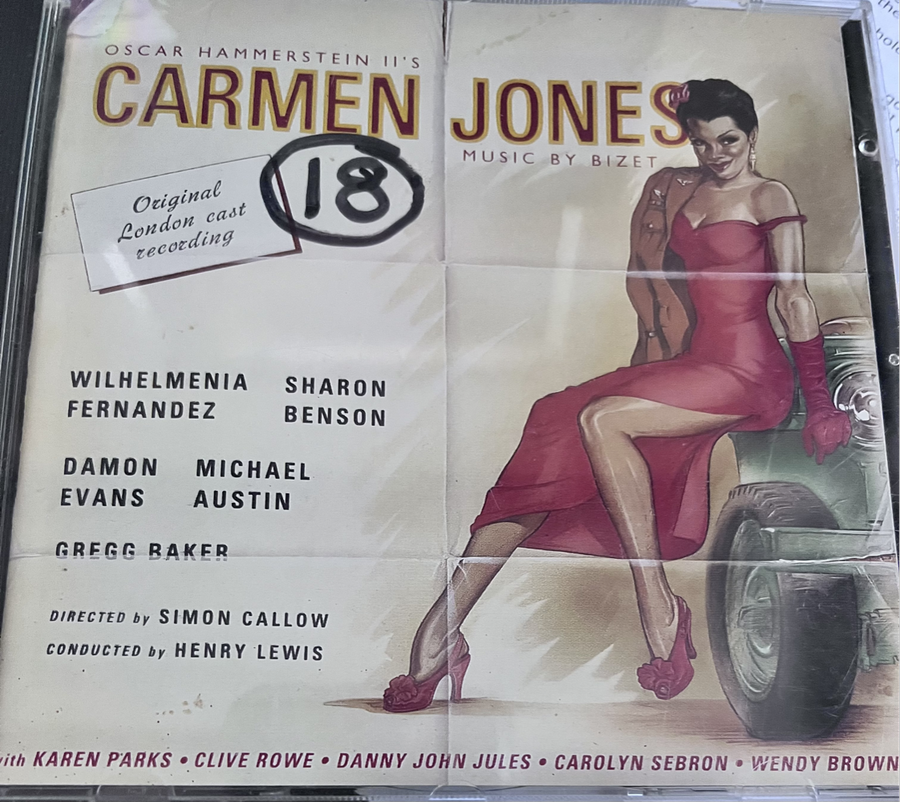 OSCAR HAMMERSTEIN II'S
CARMEN JONES
MUSIC BY BIZET
18
Original
London cast
recording
WILHELMENIA
FERNANDEZ
SHARON
BENSON
DAMON
EVANS
MICHAEL
AUSTIN
GREGG BAKER
DIRECTED by SIMON CALLOW
CONDUCTED by HENRY LEWIS
with KAREN PARKS • CLIVE ROWE • DANNY JOHN JULES • CAROLYN SEBRON • WENDY BROWN